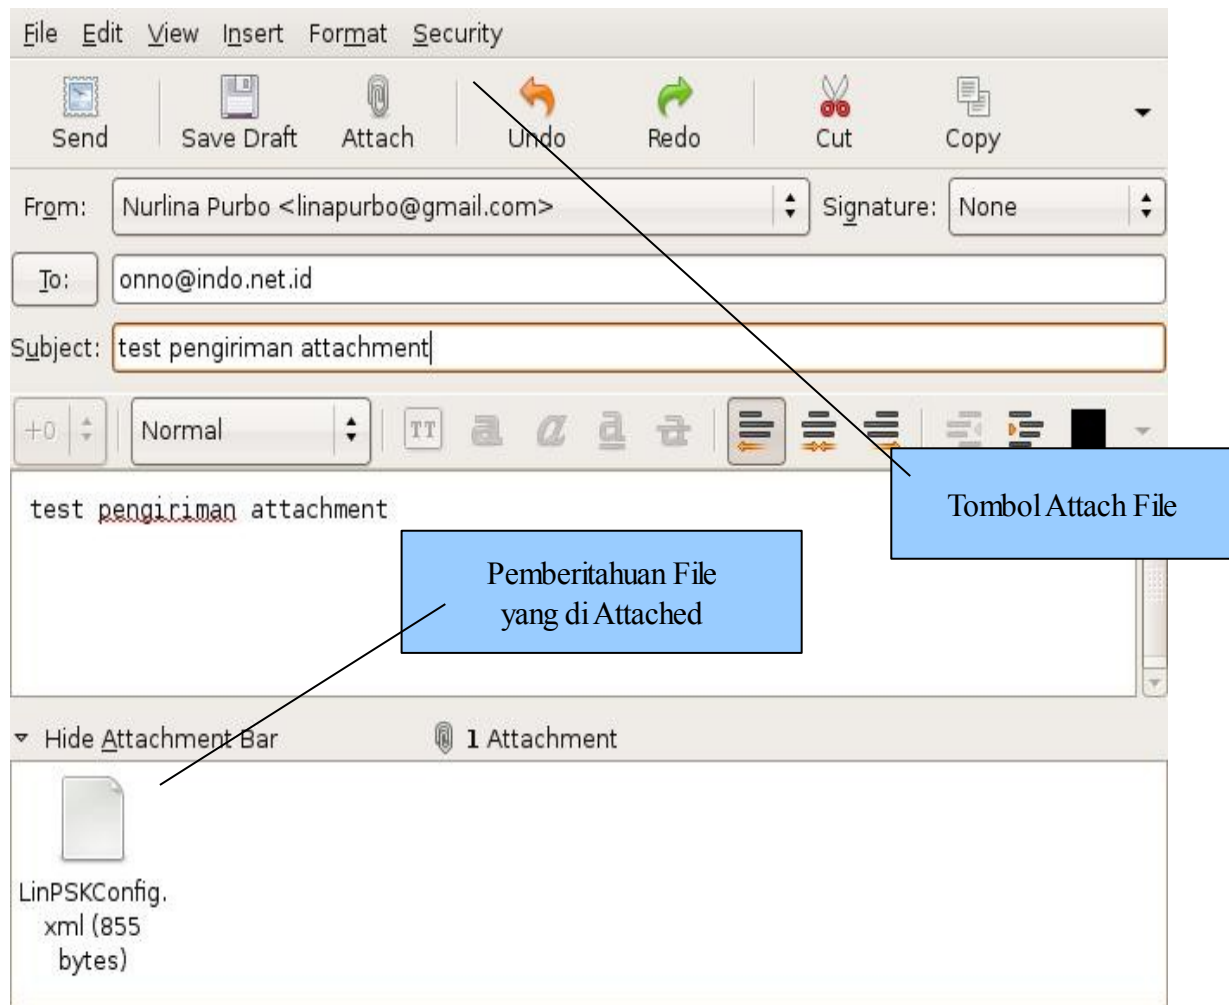 File Edit View Insert Format Security
Send Save Draft Attach Undo Redo Cut Copy
From: Nurlina Purbo <linapurbo@gmail.com> Signature: None
To: onno@indo.net.id
Subject: test pengiriman attachment
+0 Normal TT a a a a
Tombol Attach File
test pengiriman attachment
Pemberitahuan File
yang di Attached
Hide Attachment Bar 1 Attachment
LinPSKConfig.
xml (855
bytes)